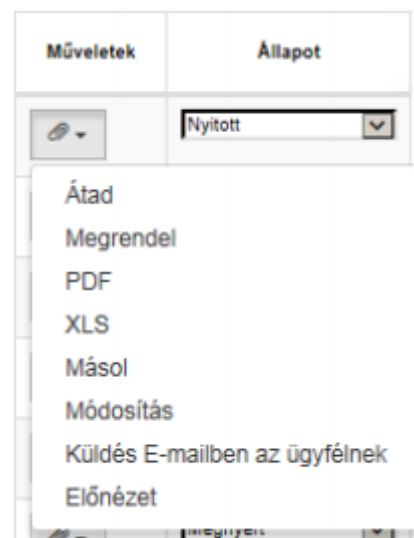 Műveletek Állapot
Nyitott
Átad
Megrendel
PDF
XLS
Másol
Módosítás
Küldés E-mailben az ügyfélnek
Előnézet